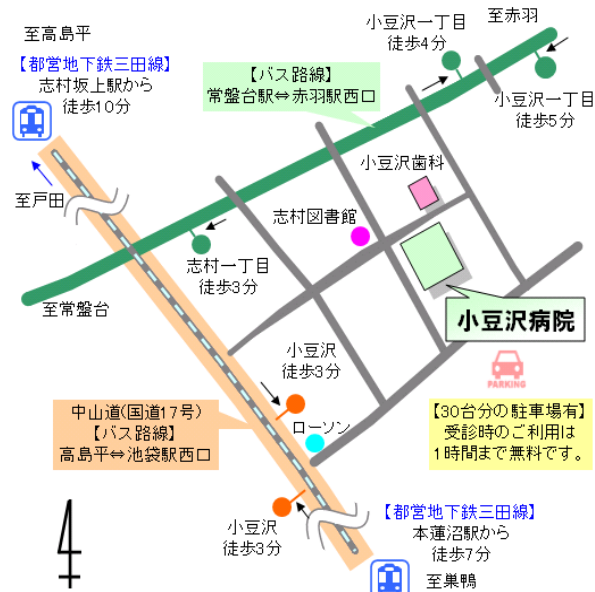 至高島平
【都営地下鉄三田線】
志村坂上駅から
徒歩10分
至戸田
【バス路線】
常盤台駅⇔赤羽駅西口
小豆沢一丁目
徒歩4分
至赤羽
小豆沢一丁目
徒歩5分
小豆沢歯科
志村図書館
志村一丁目
徒歩3分
至常盤台
小豆沢病院
小豆沢
徒歩3分
PARKING
中山道(国道17号)
【バス路線】
高島平⇔池袋駅西口
ローソン
【30台分の駐車場有】
受診時のご利用は
1時間まで無料です。
小豆沢
徒歩3分
【都営地下鉄三田線】
本蓮沼駅から
徒歩7分
至巣鴨